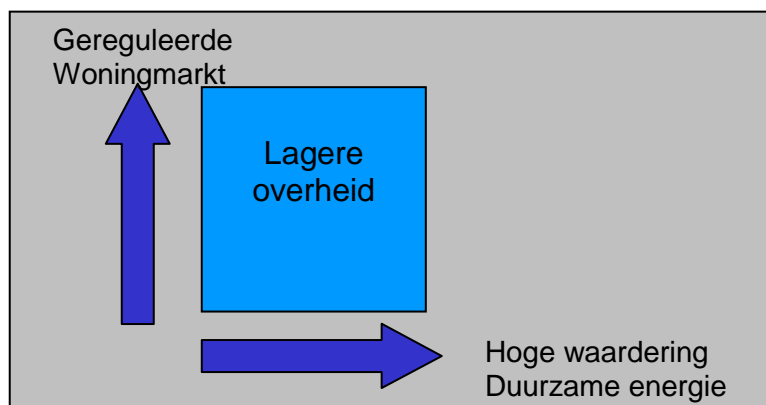 Gereguleerde
Woningmarkt
Lagere
overheid
Hoge waardering
Duurzame energie